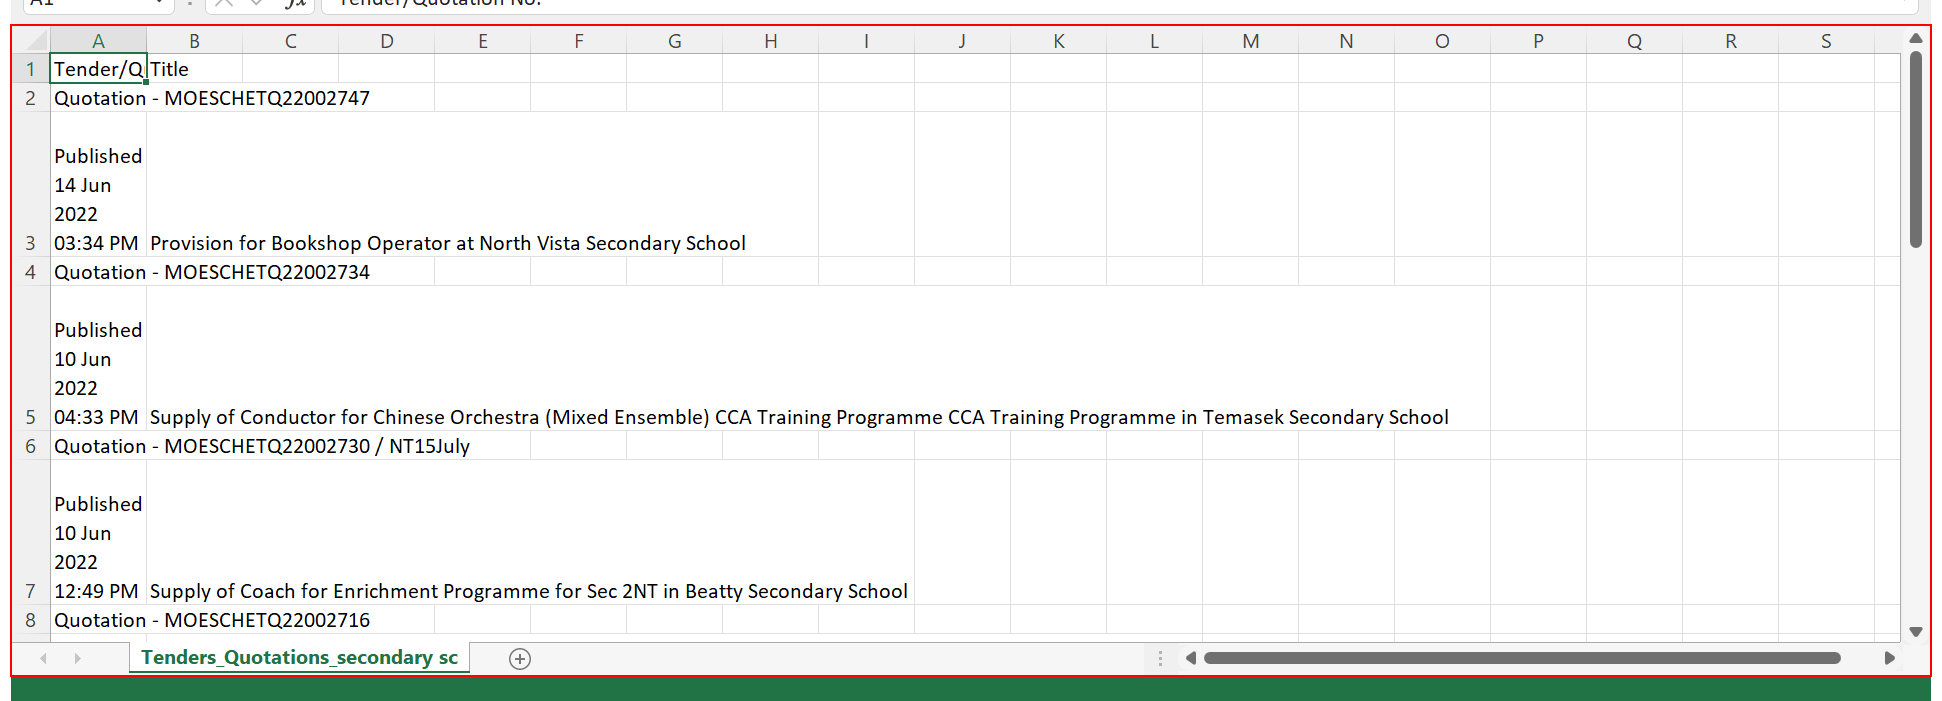 A1 fx Tender/Quotation No.
A B C D E F G H I J K L M N O P Q R S
1 Tender/Q Title
2 Quotation - MOESCHETQ22002747
Published
14 Jun
2022
3 03:34 PM Provision for Bookshop Operator at North Vista Secondary School
4 Quotation - MOESCHETQ22002734
Published
10 Jun
2022
5 04:33 PM Supply of Conductor for Chinese Orchestra (Mixed Ensemble) CCA Training Programme CCA Training Programme in Temasek Secondary School
6 Quotation - MOESCHETQ22002730 / NT15July
Published
10 Jun
2022
7 12:49 PM Supply of Coach for Enrichment Programme for Sec 2NT in Beatty Secondary School
8 Quotation - MOESCHETQ22002716
Tenders_Quotations_secondary sc